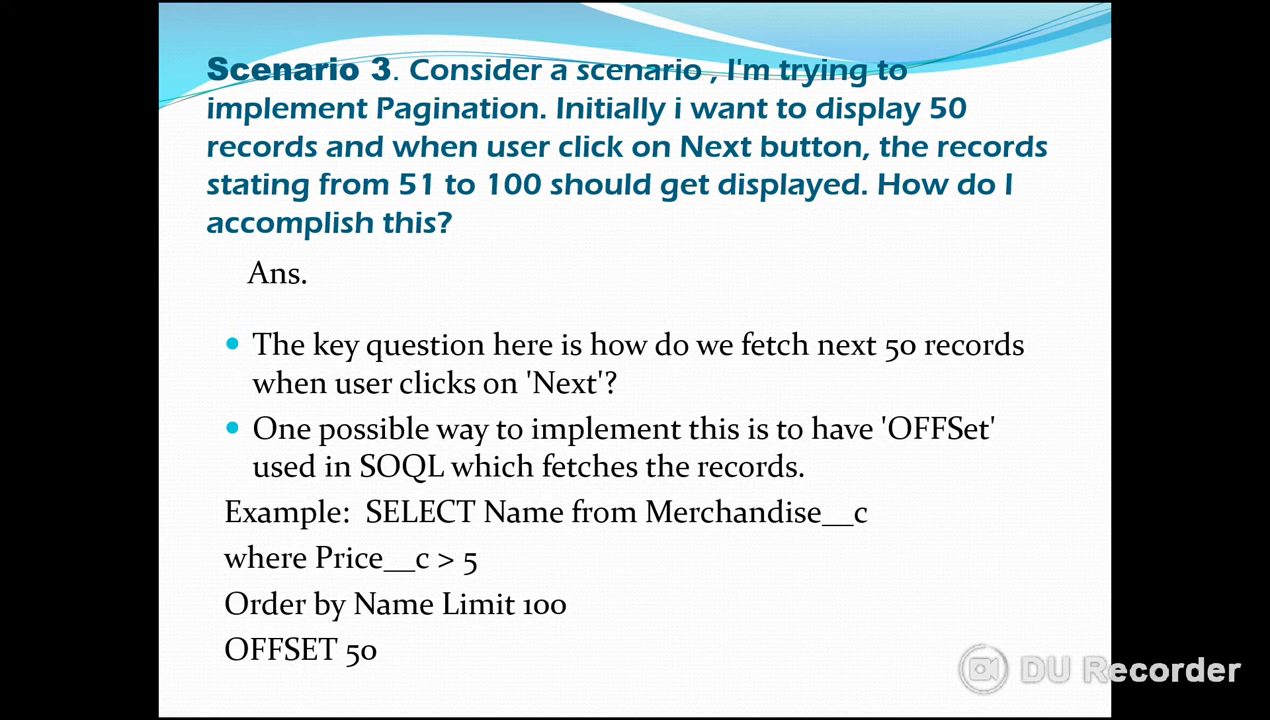 Scenario 3. Consider a scenario , I'm trying to
implement Pagination. Initially i want to display 50
records and when user click on Next button, the records
stating from 51 to 100 should get displayed. How do I
accomplish this?
Ans.
• The key question here is how do we fetch next 50 records
when user clicks on 'Next'?
• One possible way to implement this is to have 'OFFSet'
used in SOQL which fetches the records.
Example: SELECT Name from Merchandise__c
where Price__c > 5
Order by Name Limit 100
OFFSET 50
DU Recorder